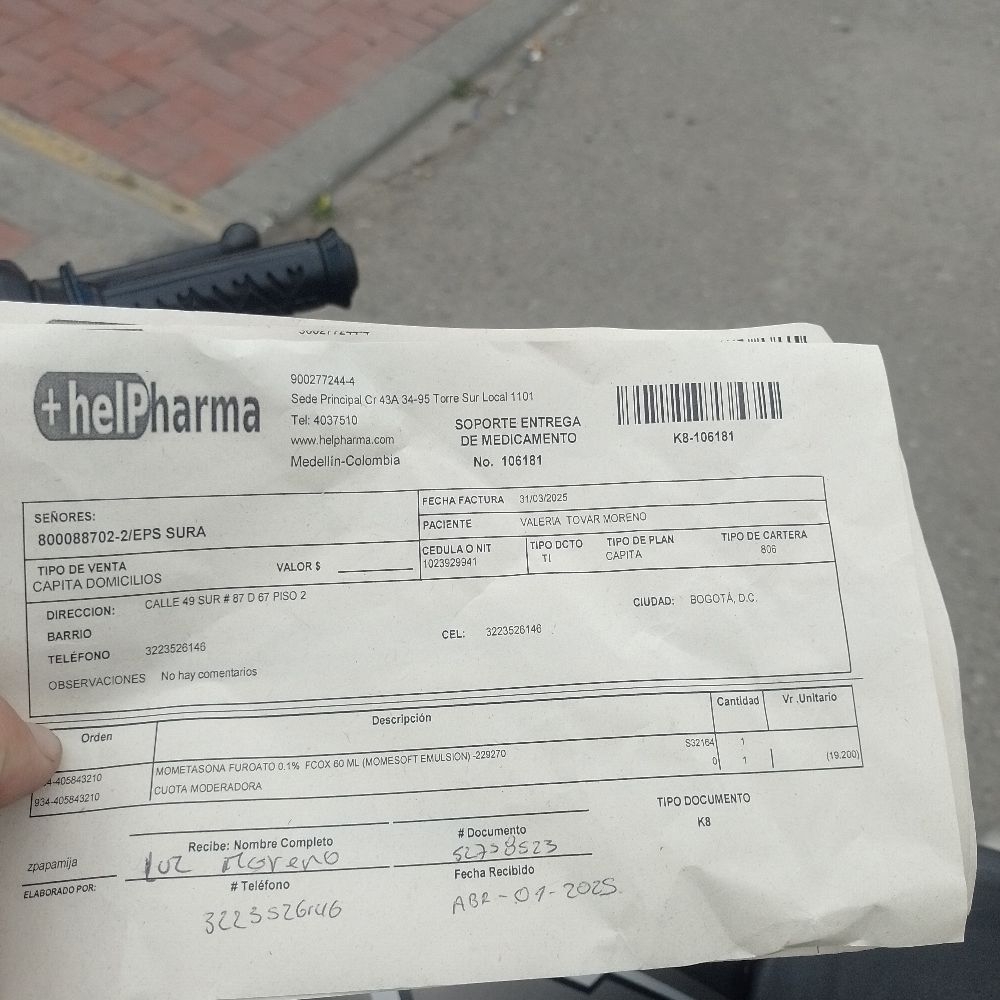 +helPharma
900277244-4
Sede Principal Cr 43A 34-95 Torre Sur Local 1101
Tel: 4037510
www.helpharma.com
Medellín-Colombia
SOPORTE ENTREGA
DE MEDICAMENTO
No. 106181
K8-106181
SEÑORES:
800088702-2/EPS SURA
FECHA FACTURA 31/03/2025
PACIENTE VALERIA TOVAR MORENO
TIPO DE VENTA VALOR $
CAPITA DOMICILIOS
CEDULA O NIT TIPO DCTO TIPO DE PLAN TIPO DE CARTERA
1023929941 TI CAPITA 806
DIRECCION: CALLE 49 SUR # 87 D 67 PISO 2 CIUDAD: BOGOTÁ, D.C.
BARRIO
TELÉFONO 3223526146 CEL: 3223526146
OBSERVACIONES No hay comentarios
Orden Descripción Cantidad Vr .Unitario
4-405843210 MOMETASONA FUROATO 0.1% FCOX 60 ML (MOMESOFT EMULSION) -229270 S32164 1
934-405843210 CUOTA MODERADORA 0 1 (19.200)
TIPO DOCUMENTO
K8
Recibe: Nombre Completo # Documento
zpapamija Luz Moreno 52738523
ELABORADO POR: # Teléfono Fecha Recibido
3223526146 ABR-01-2025